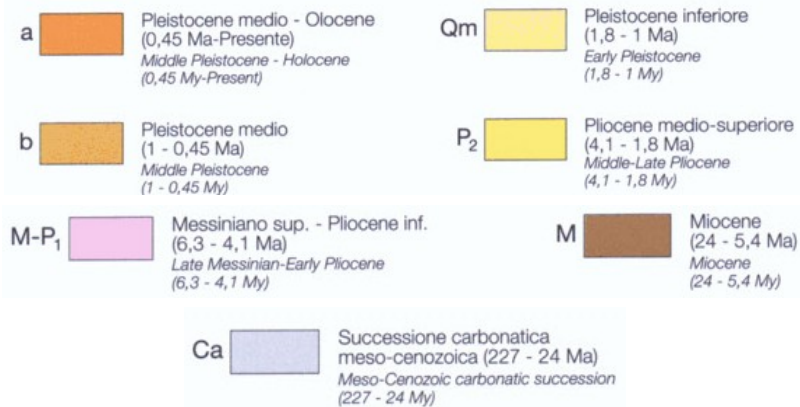 a
Pleistocene medio - Olocene
(0,45 Ma-Presente)
Middle Pleistocene - Holocene
(0,45 My-Present)
Qm
Pleistocene inferiore
(1,8 - 1 Ma)
Early Pleistocene
(1,8 - 1 My)
b
Pleistocene medio
(1 - 0,45 Ma)
Middle Pleistocene
(1 - 0,45 My)
P₂
Pliocene medio-superiore
(4,1 - 1,8 Ma)
Middle-Late Pliocene
(4,1 - 1,8 My)
M-P₁
Messiniano sup. - Pliocene inf.
(6,3 - 4,1 Ma)
Late Messinian-Early Pliocene
(6,3 - 4,1 My)
M
Miocene
(24 - 5,4 Ma)
Miocene
(24 - 5,4 My)
Ca
Successione carbonatica
meso-cenozoica (227 - 24 Ma)
Meso-Cenozoic carbonatic succession
(227 - 24 My)